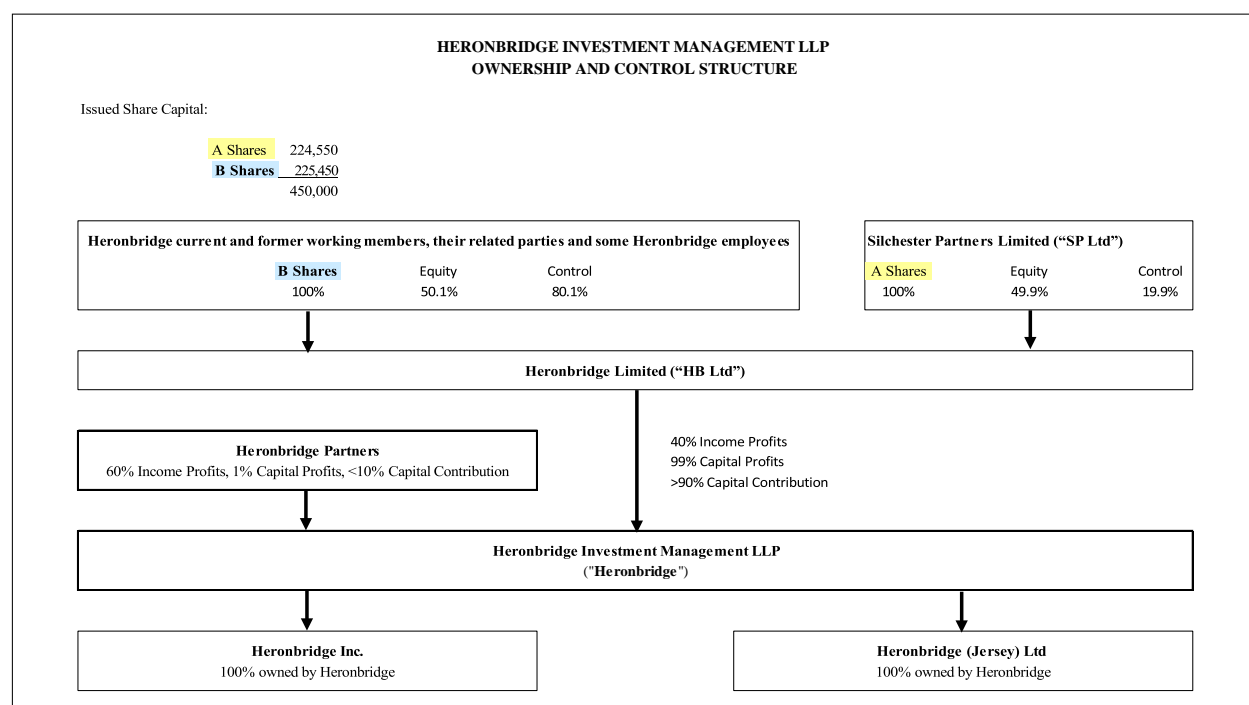 HERONBRIDGE INVESTMENT MANAGEMENT LLP
OWNERSHIP AND CONTROL STRUCTURE
Issued Share Capital:
A Shares 224,550
B Shares 225,450
450,000
Heronbridge current and former working members, their related parties and some Heronbridge employees
B Shares Equity Control
100% 50.1% 80.1%
Silchester Partners Limited (“SP Ltd”)
A Shares Equity Control
100% 49.9% 19.9%
Heronbridge Limited (“HB Ltd”)
Heronbridge Partners
60% Income Profits, 1% Capital Profits, <10% Capital Contribution
40% Income Profits
99% Capital Profits
>90% Capital Contribution
Heronbridge Investment Management LLP
("Heronbridge")
Heronbridge Inc.
100% owned by Heronbridge
Heronbridge (Jersey) Ltd
100% owned by Heronbridge